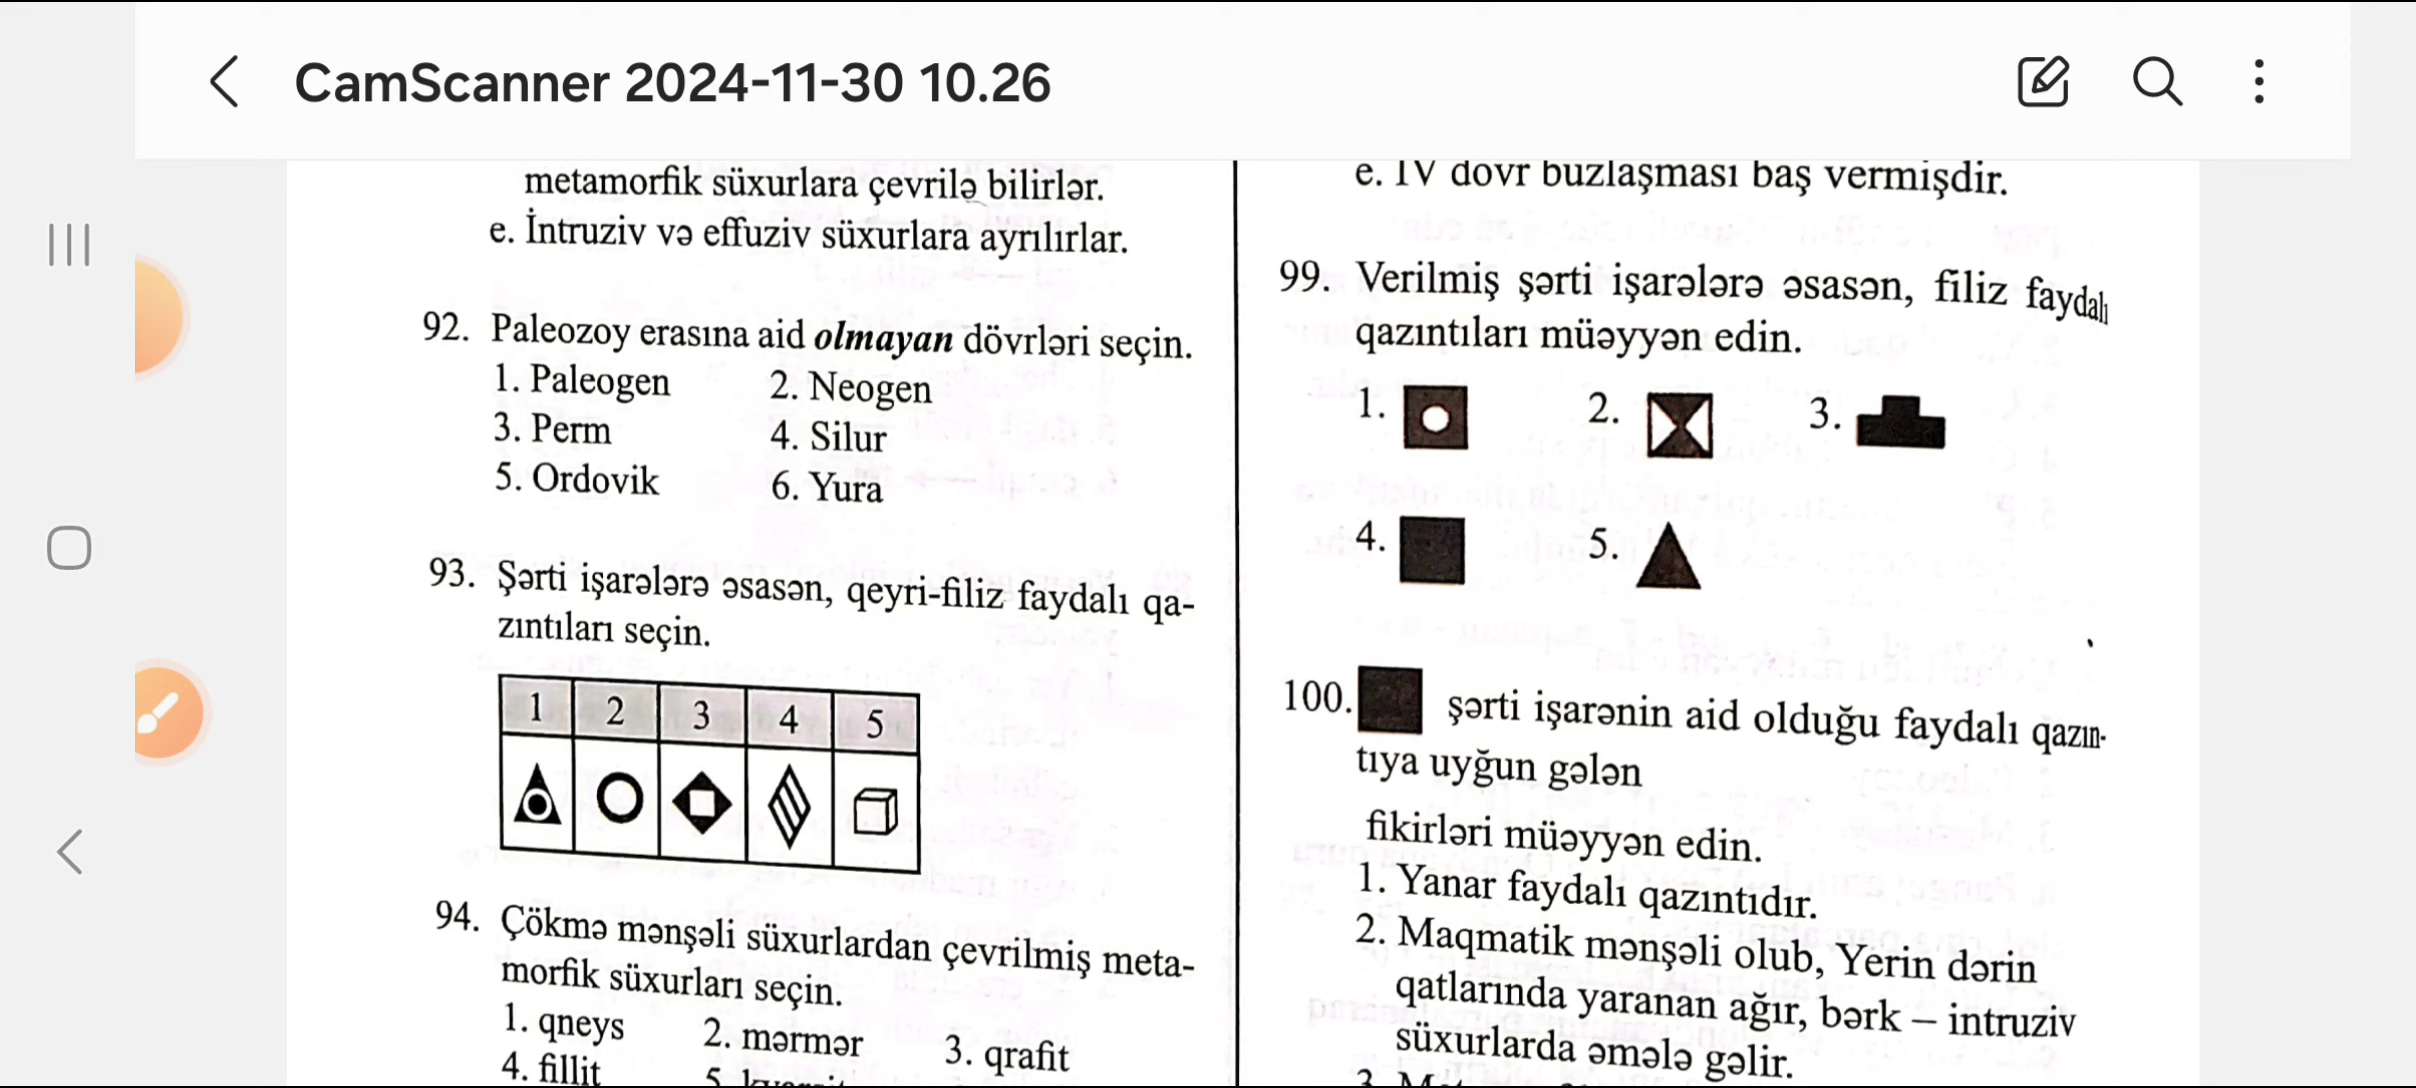 CamScanner 2024-11-30 10.26
metamorfik süxurlara çevrilə bilirlər.
e. İntruziv və effuziv süxurlara ayrılırlar.
92. Paleozoy erasına aid olmayan dövrləri seçin.
1. Paleogen 2. Neogen
3. Perm 4. Silur
5. Ordovik 6. Yura
93. Şərti işarələrə əsasən, qeyri-filiz faydalı qa-
zıntıları seçin.
1 2 3 4 5
94. Çökmə mənşəli süxurlardan çevrilmiş meta-
morfik süxurları seçin.
1. qneys 2. mərmər 3. qrafit
4. fillit 5.
e. IV dövr buzlaşması baş vermişdir.
99. Verilmiş şərti işarələrə əsasən, filiz faydalı
qazıntıları müəyyən edin.
1. 2. 3.
4. 5.
100. şərti işarənin aid olduğu faydalı qazın-
tıya uyğun gələn
fikirləri müəyyən edin.
1. Yanar faydalı qazıntıdır.
2. Maqmatik mənşəli olub, Yerin dərin
qatlarında yaranan ağır, bərk – intruziv
süxurlarda əmələ gəlir.